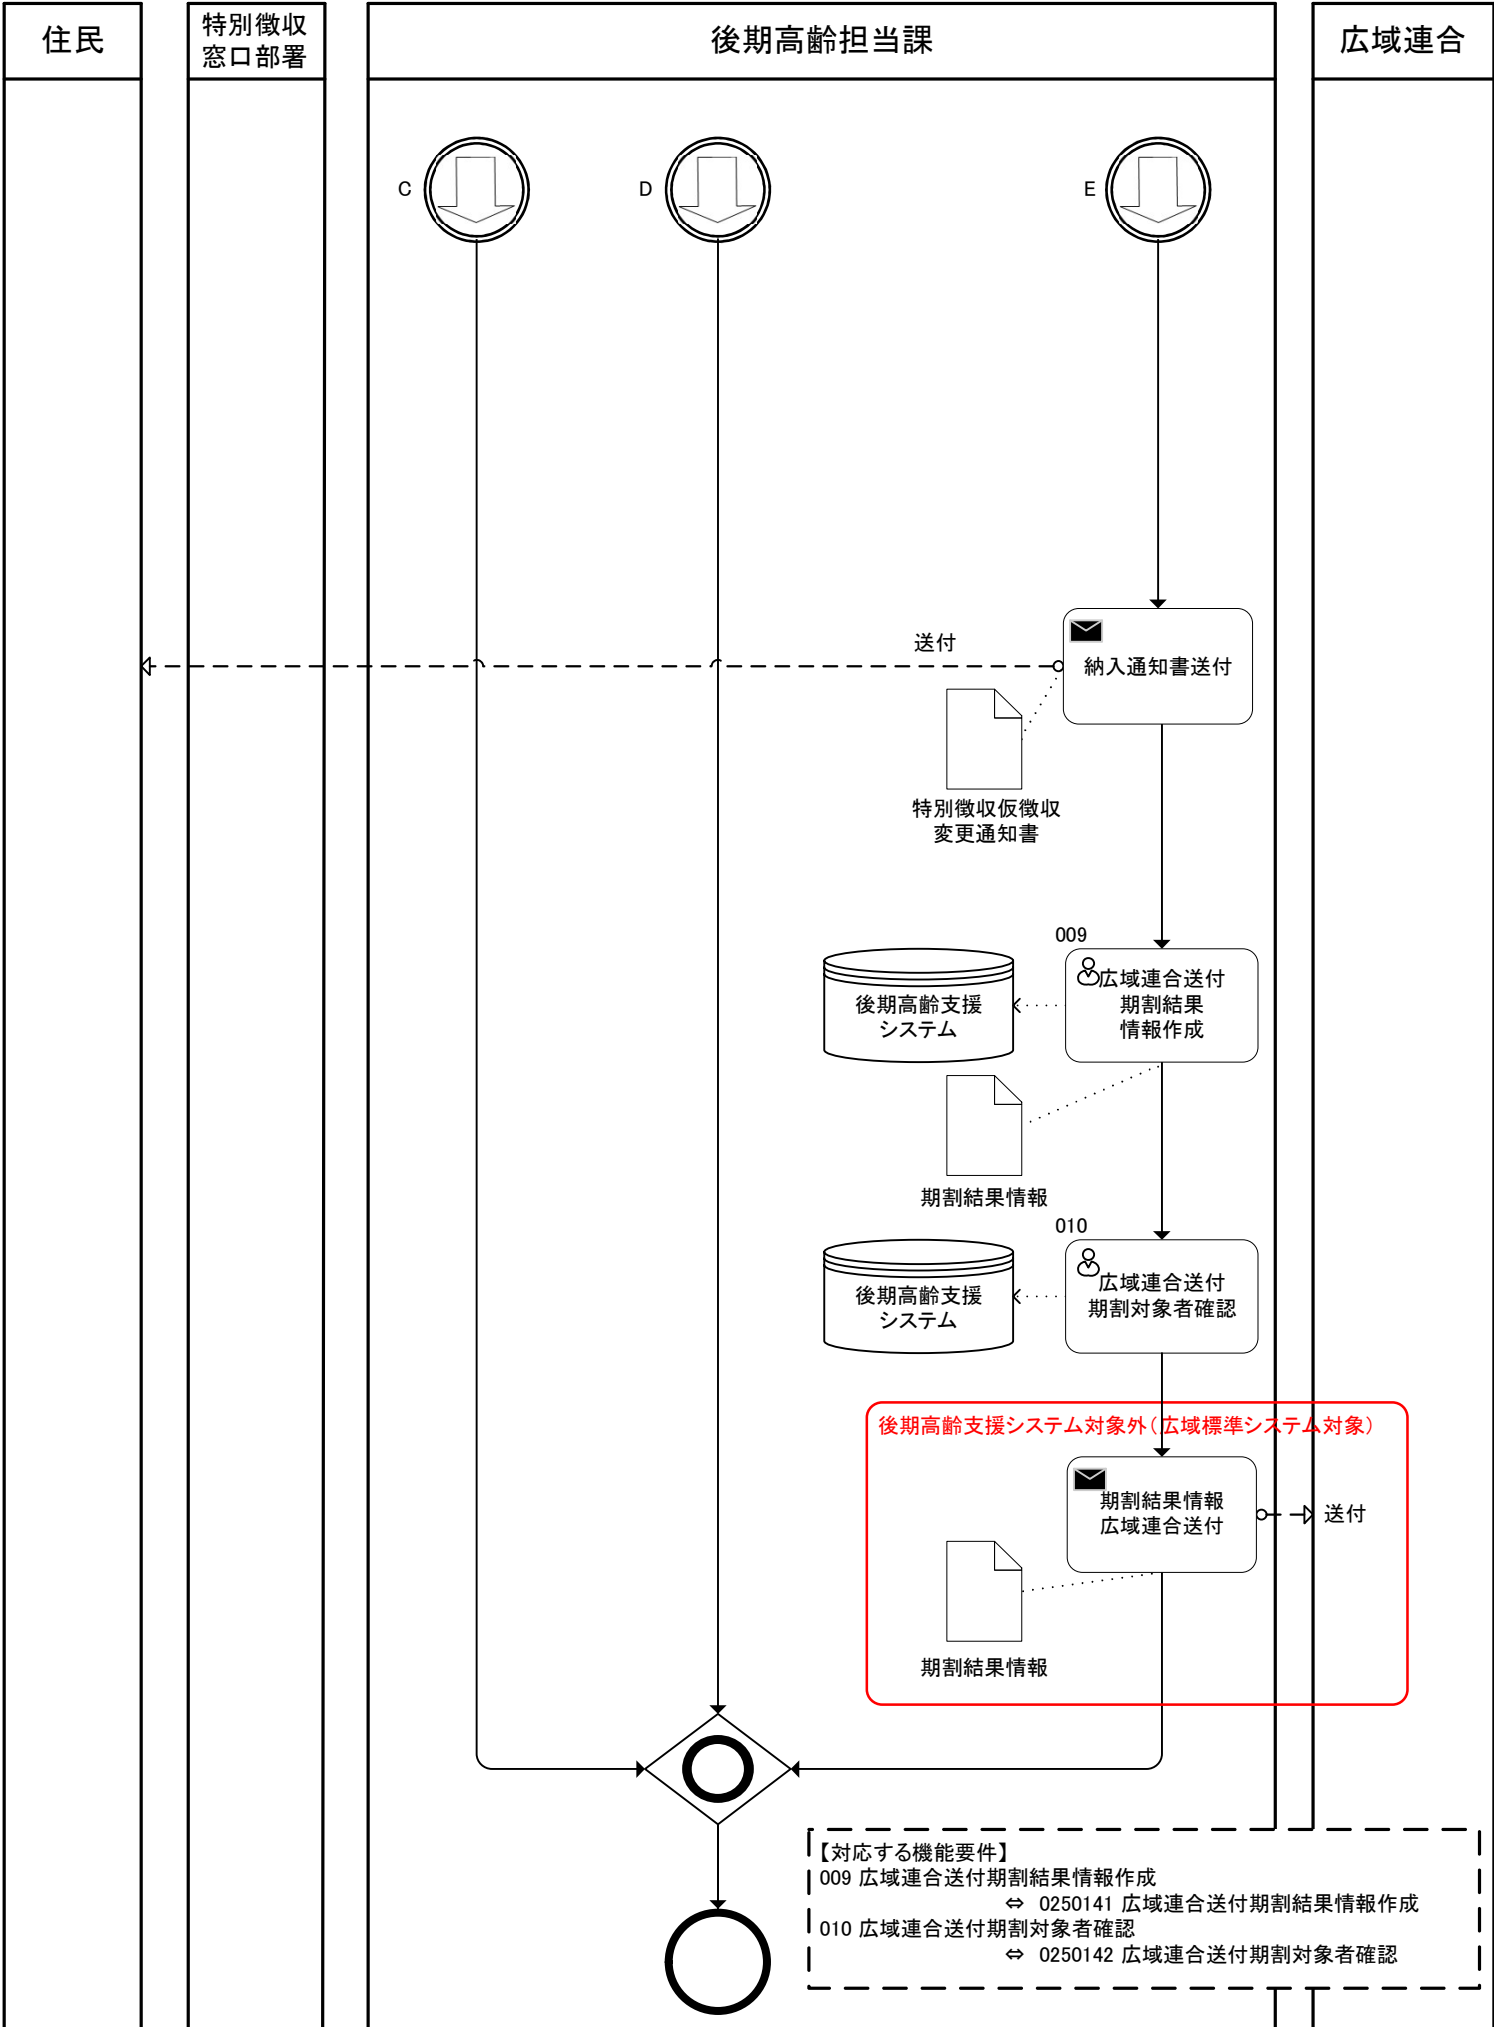 住民
特別徴収
窓口部署
後期高齢担当課
広域連合
C
D
E
送付
納入通知書送付
特別徴収仮徴収
変更通知書
009
広域連合送付
期割結果
情報作成
後期高齢支援
システム
期割結果情報
010
広域連合送付
期割対象者確認
後期高齢支援
システム
後期高齢支援システム対象外(広域標準システム対象)
期割結果情報
広域連合送付
送付
期割結果情報
【対応する機能要件】
009 広域連合送付期割結果情報作成
⇔ 0250141 広域連合送付期割結果情報作成
010 広域連合送付期割対象者確認
⇔ 0250142 広域連合送付期割対象者確認